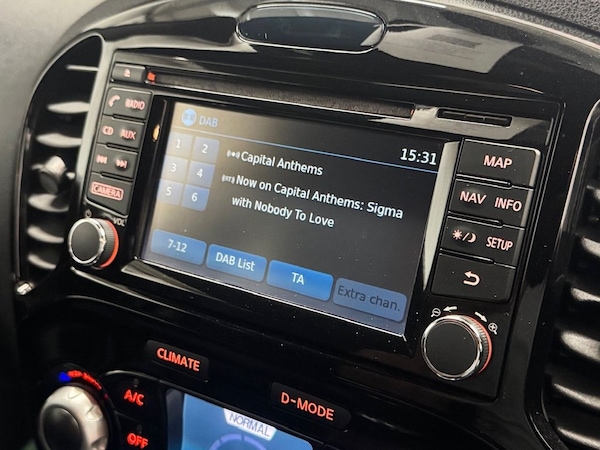 DAB
15:31
1 2
3 4
5 6
Capital Anthems
Now on Capital Anthems: Sigma
with Nobody To Love
7-12
DAB List
TA
Extra chan.
RADIO
CD AUX
CAMERA
VOL
MAP
NAV INFO
SETUP
CLIMATE
A/C
OFF
D-MODE
NORMAL